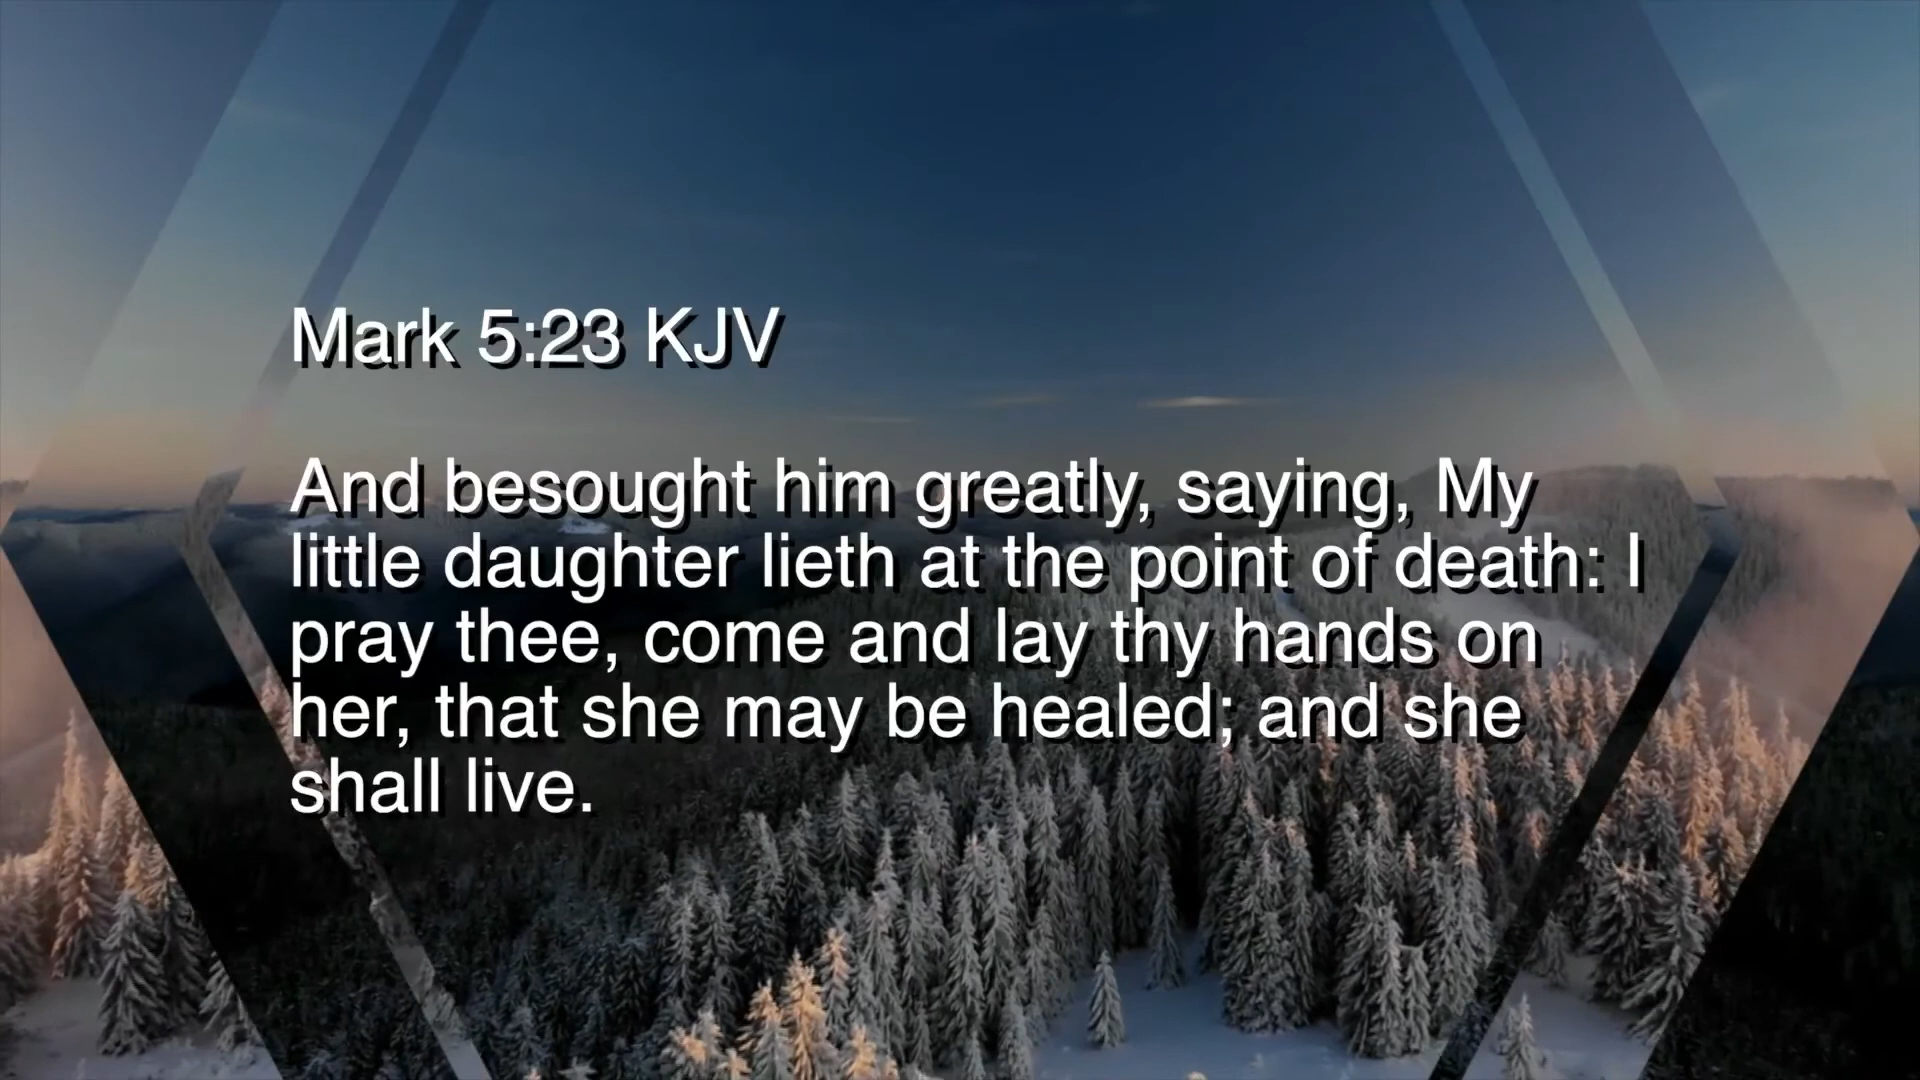 Mark 5:23 KJV
And besought him greatly, saying, My
little daughter lieth at the point of death: I
pray thee, come and lay thy hands on
her, that she may be healed; and she
shall live.